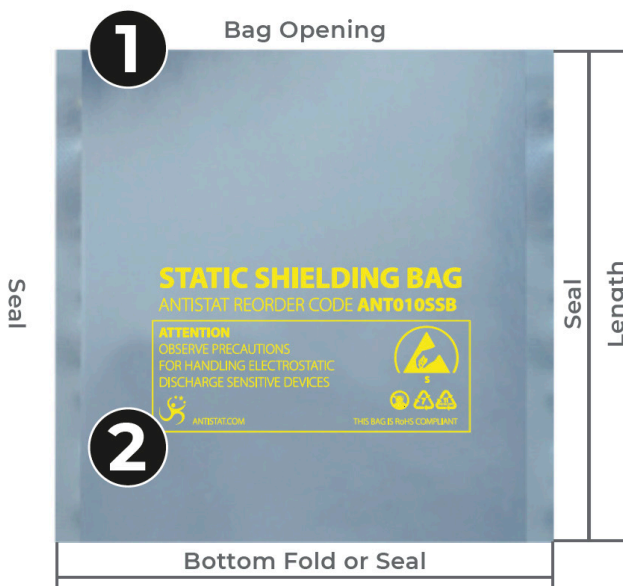 1
Bag Opening
STATIC SHIELDING BAG
ANTISTAT REORDER CODE ANT010SSB
ATTENTION
OBSERVE PRECAUTIONS
FOR HANDLING ELECTROSTATIC
DISCHARGE SENSITIVE DEVICES
S
ANTISTAT.COM
THIS BAG IS RoHS COMPLIANT
2
Seal
Seal
Length
Bottom Fold or Seal